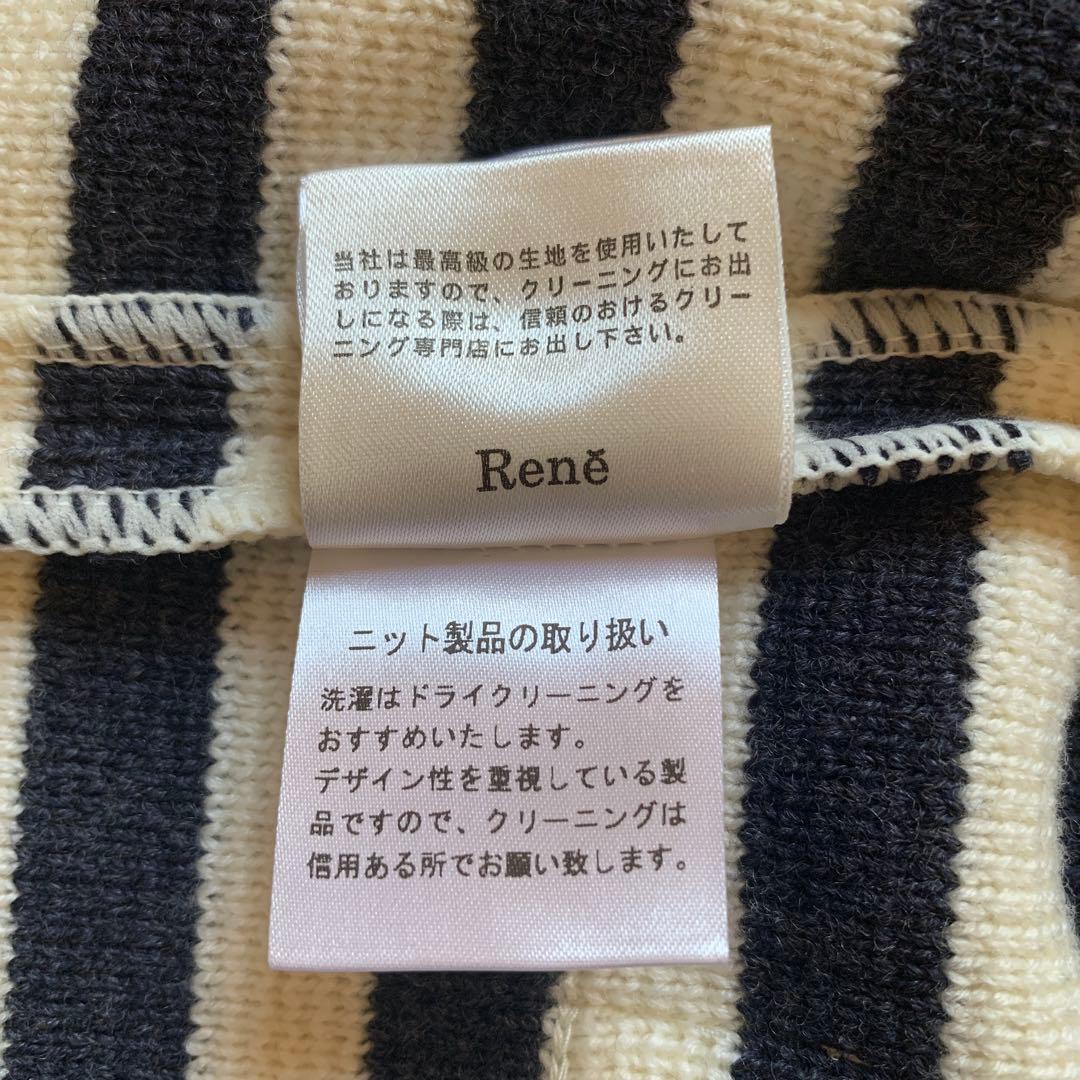 当社は最高級の生地を使用いたして
おりますので、クリーニングにお出
しになる際は、信頼のおけるクリー
ニング専門店にお出し下さい。
Reně
ニット製品の取り扱い
洗濯はドライクリーニングを
おすすめいたします。
デザイン性を重視している製
品ですので、クリーニングは
信用ある所でお願い致します。